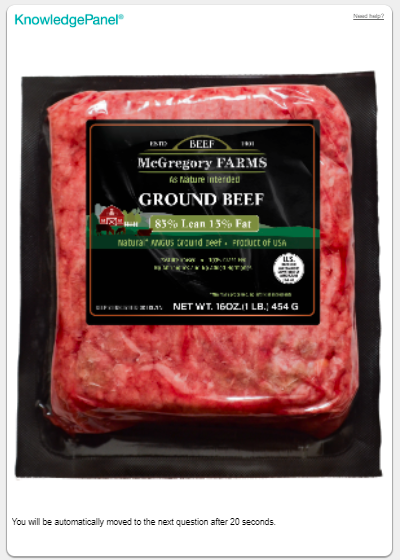 KnowledgePanel®
Need help?
ESTD BEEF 1901
McGregory FARMS
As Nature Intended
GROUND BEEF
85% Lean 15% Fat
Natural* ANGUS Ground Beef • Product of USA
U.S.
NET WT. 16OZ.(1 LB.) 454 G
You will be automatically moved to the next question after 20 seconds.